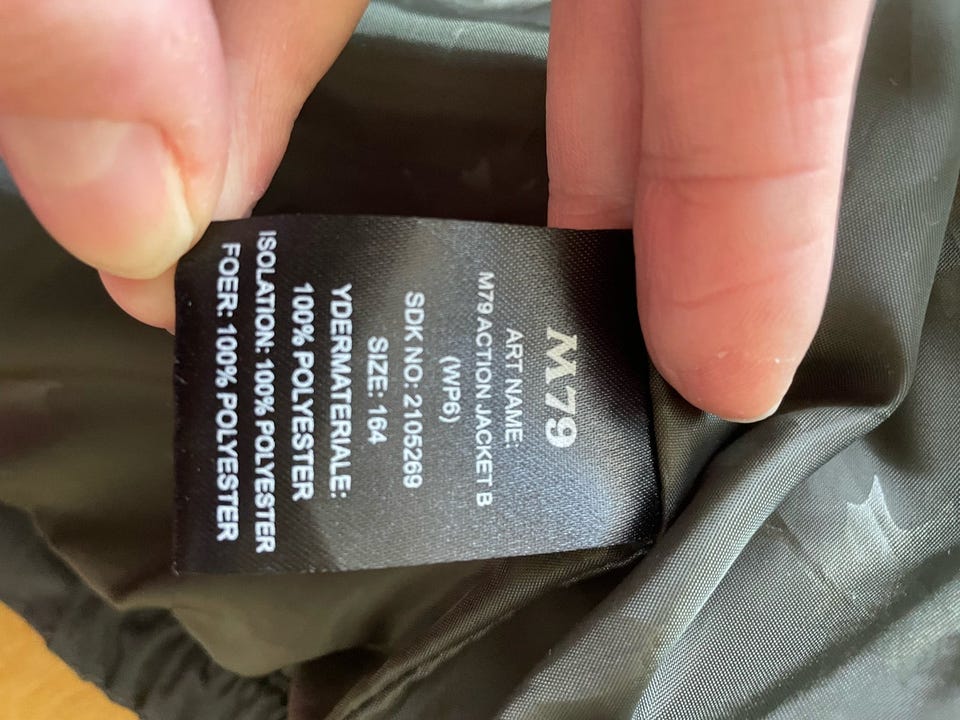 M79
ART NAME:
M79 ACTION JACKET B
(WP6)
SDK NO: 2105269
SIZE: 164
YDERMATERIALE:
100% POLYESTER
ISOLATION: 100% POLYESTER
FOER: 100% POLYESTER